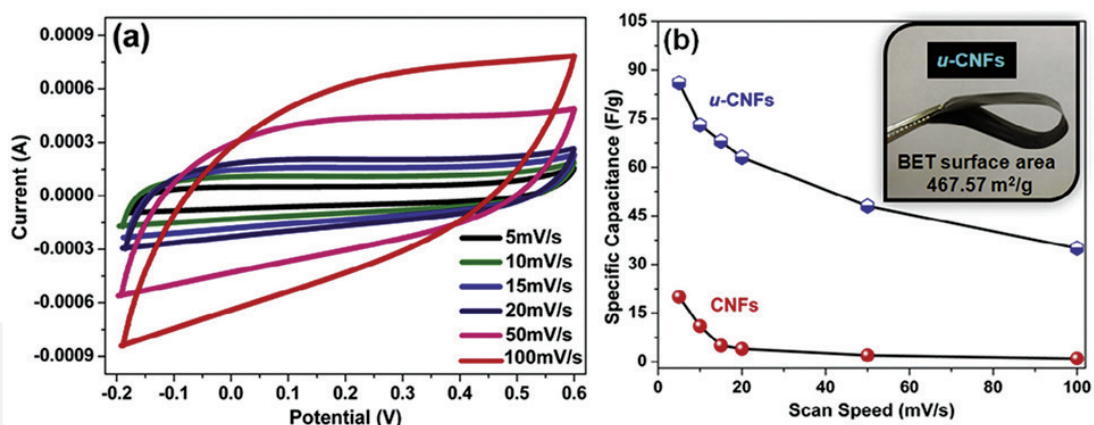 (a)
0.0009
0.0006
0.0003
0.0000
-0.0003
-0.0006
-0.0009
Current (A)
5mV/s
10mV/s
15mV/s
20mV/s
50mV/s
100mV/s
-0.2 -0.1 0.0 0.1 0.2 0.3 0.4 0.5 0.6
Potential (V)
(b)
105
90
75
60
45
30
15
0
Specific Capacitance (F/g)
u-CNFs
CNFs
u-CNFs
BET surface area
467.57 m²/g
0 20 40 60 80 100
Scan Speed (mV/s)